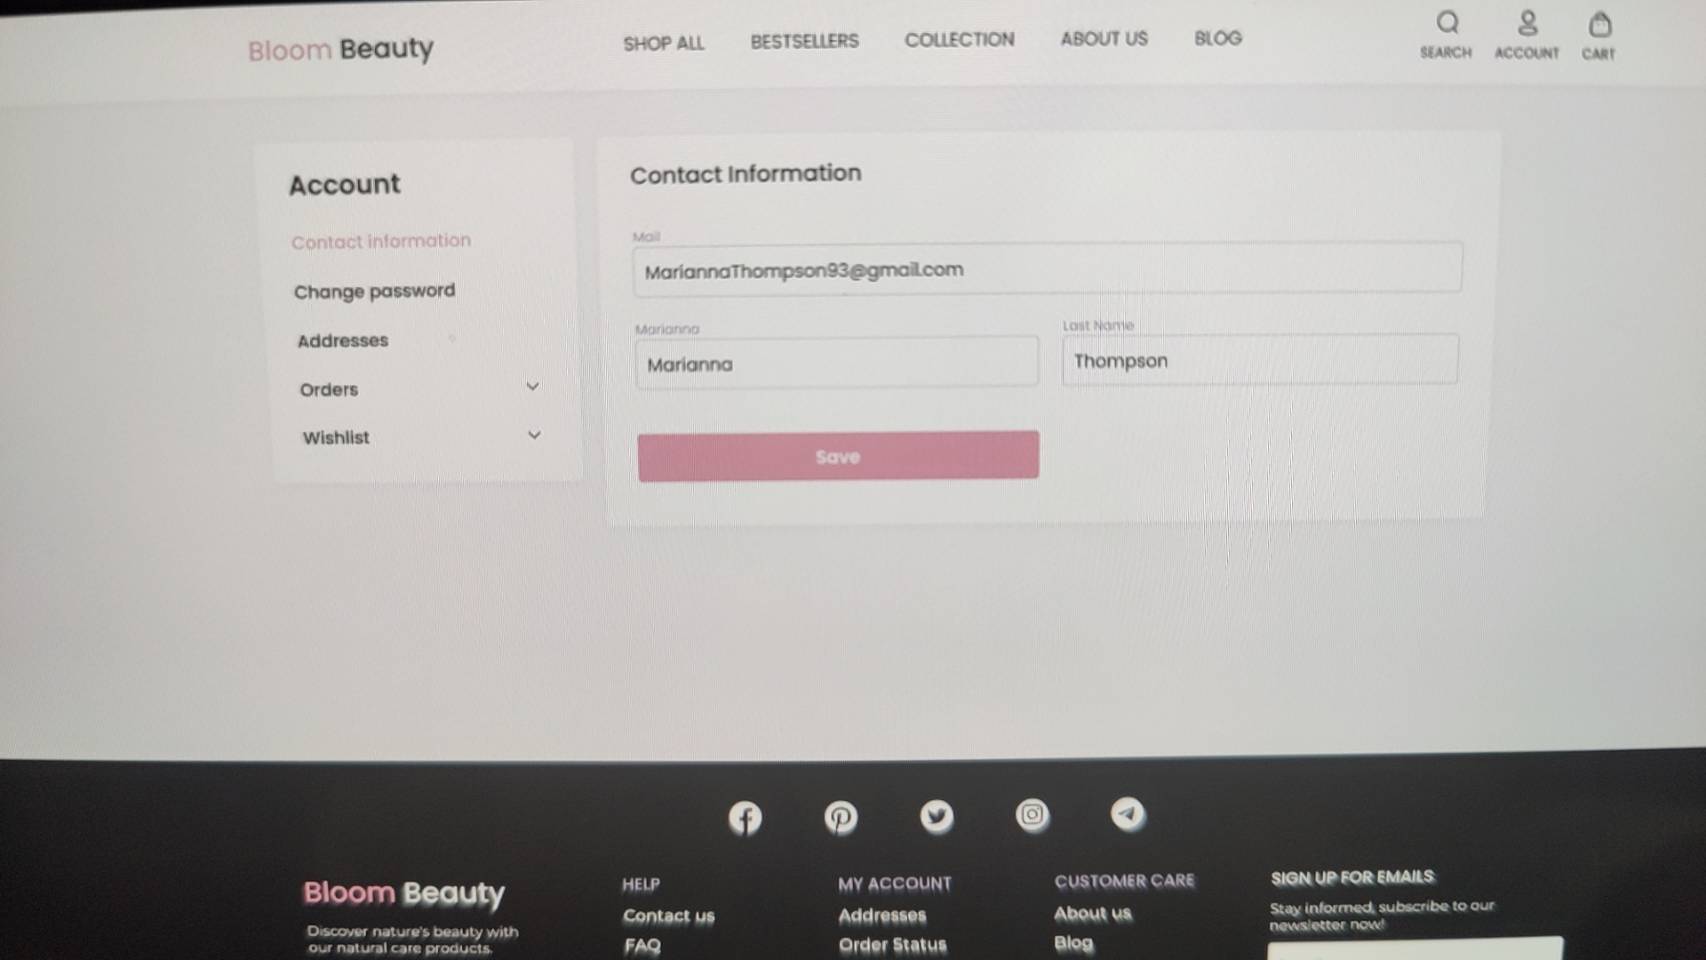 Bloom Beauty
SHOP ALL
BESTSELLERS
COLLECTION
ABOUT US
BLOG
SEARCH
ACCOUNT
CART
Account
Contact information
Change password
Addresses
Orders
Wishlist
Contact Information
Mail
MariannaThompson93@gmail.com
Marianna
Last Name
Marianna
Thompson
Save
Bloom Beauty
Discover nature's beauty with
our natural care products.
HELP
Contact us
FAQ
MY ACCOUNT
Addresses
Order Status
CUSTOMER CARE
About us
Blog
SIGN UP FOR EMAILS
Stay informed, subscribe to our
newsletter now!